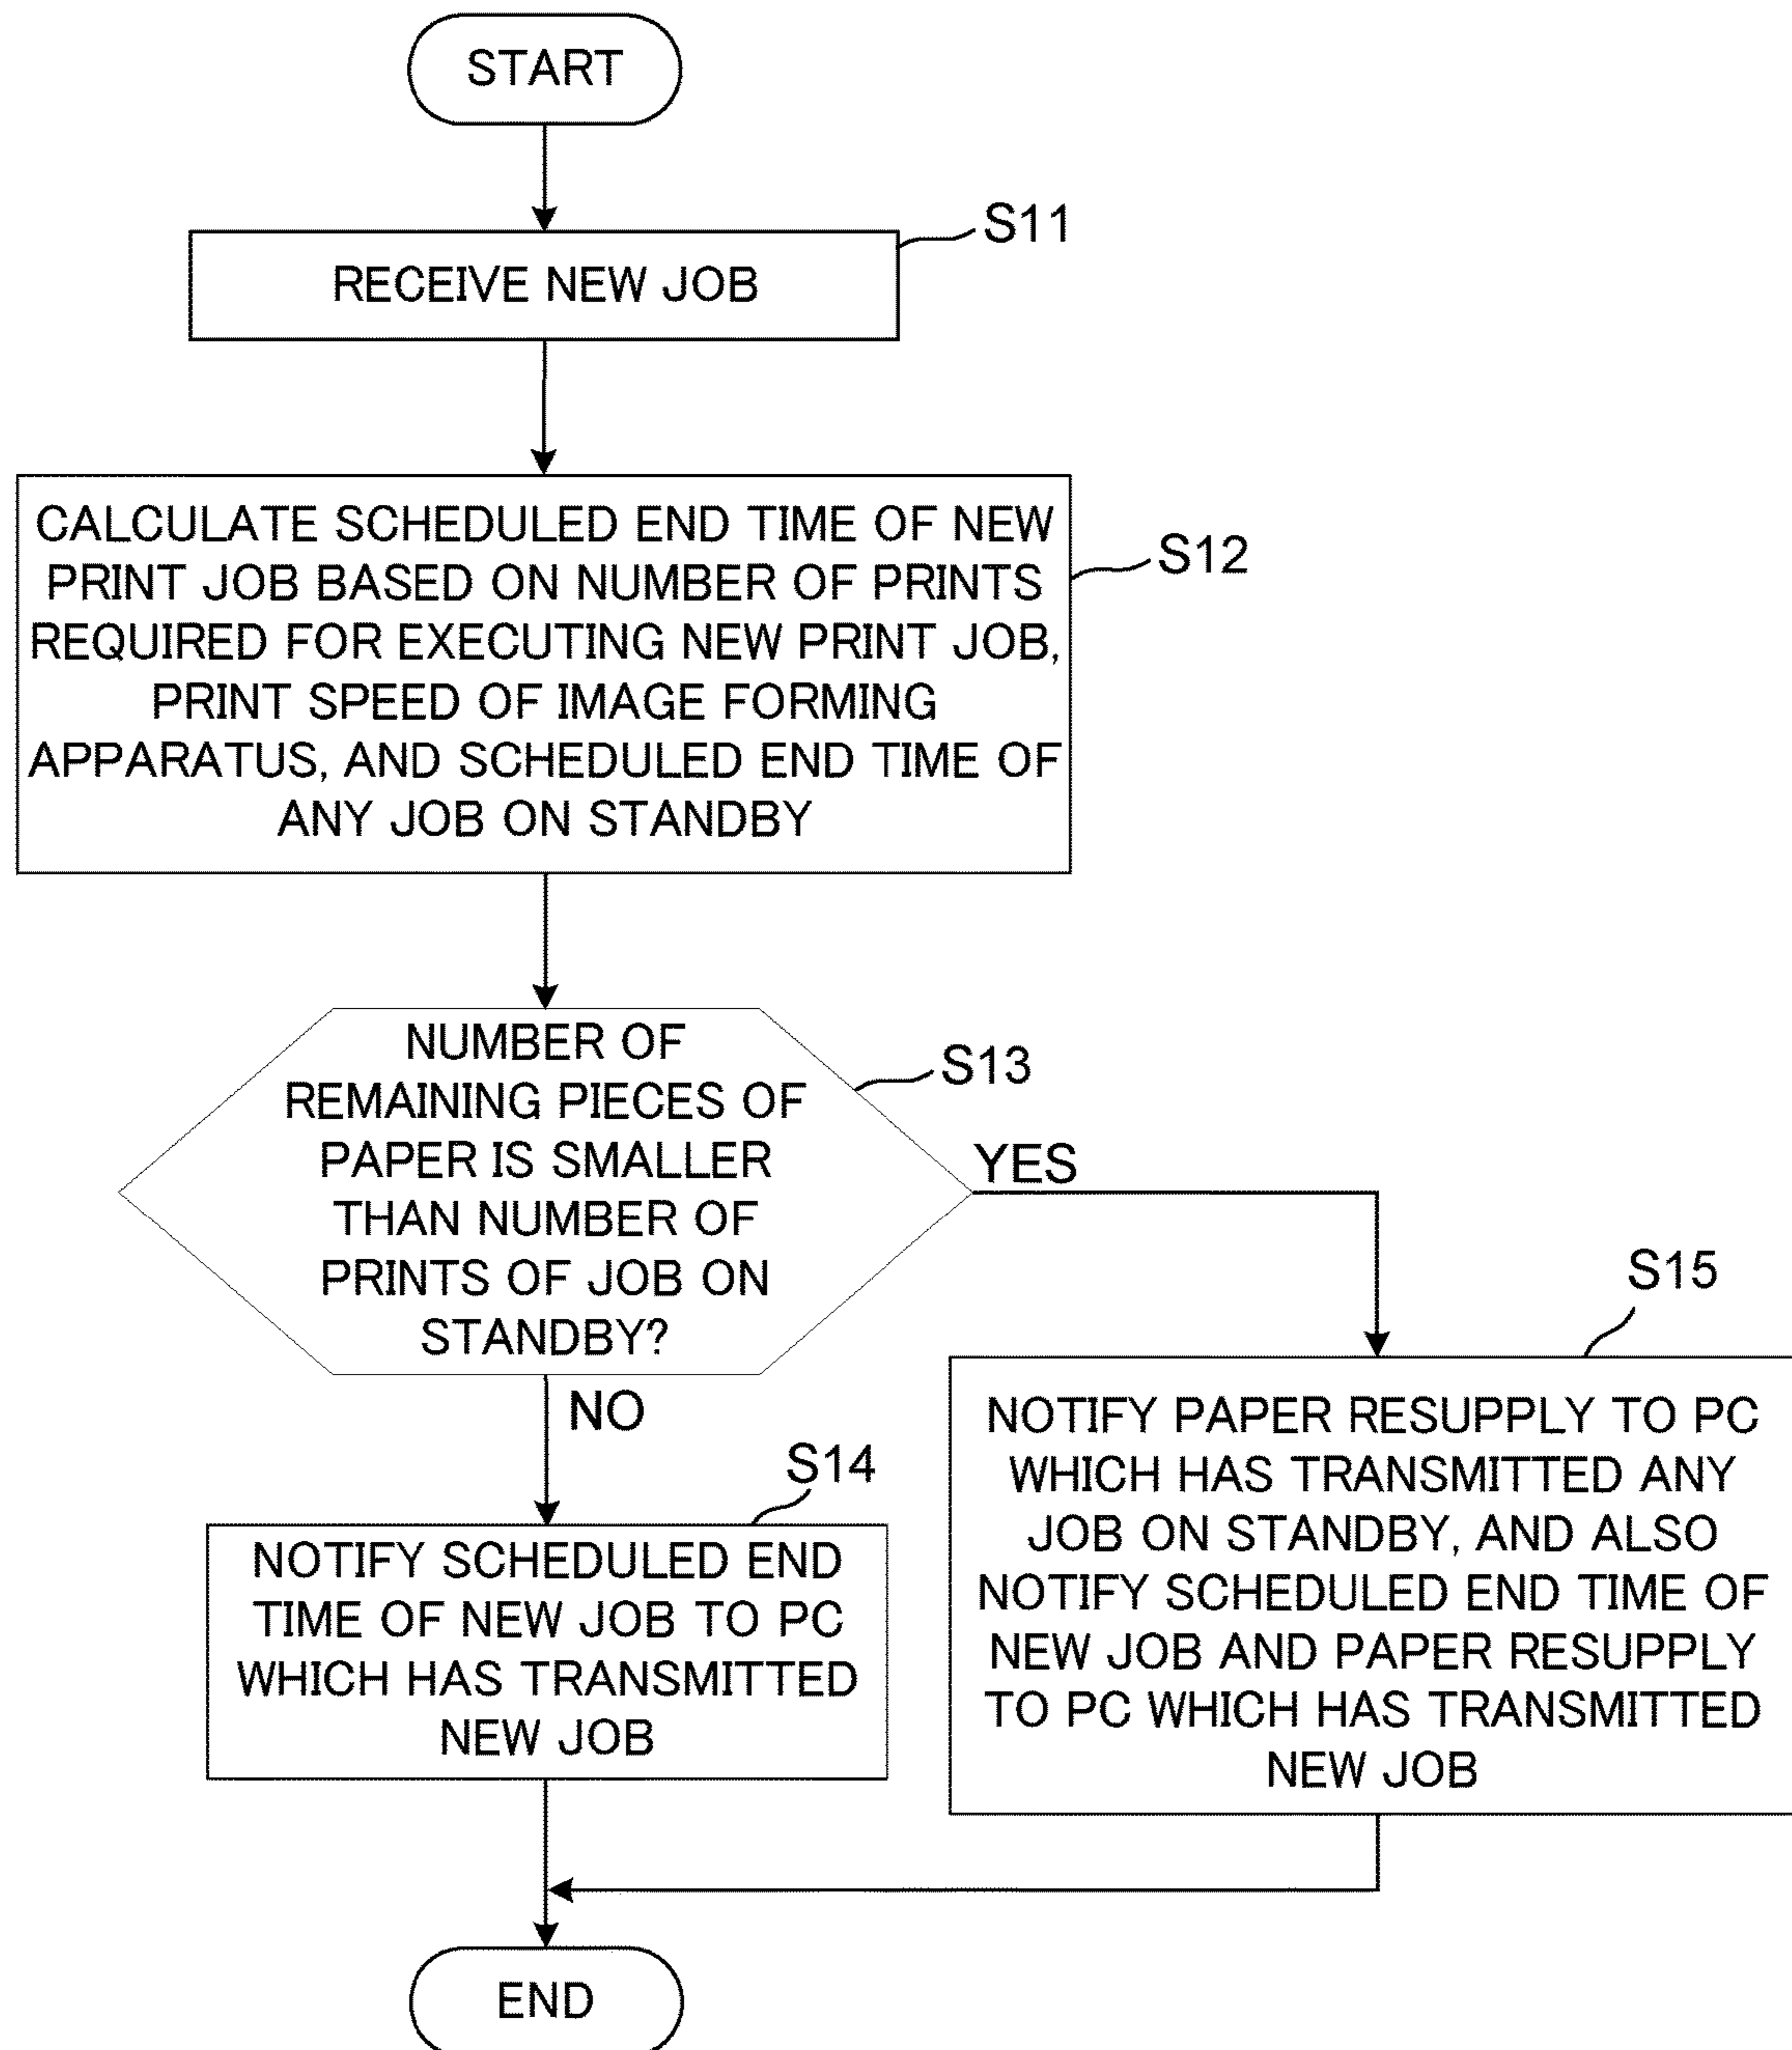 START
S11
RECEIVE NEW JOB
S12
CALCULATE SCHEDULED END TIME OF NEW
PRINT JOB BASED ON NUMBER OF PRINTS
REQUIRED FOR EXECUTING NEW PRINT JOB,
PRINT SPEED OF IMAGE FORMING
APPARATUS, AND SCHEDULED END TIME OF
ANY JOB ON STANDBY
S13
NUMBER OF
REMAINING PIECES OF
PAPER IS SMALLER
THAN NUMBER OF
PRINTS OF JOB ON
STANDBY?
YES
NO
S14
NOTIFY SCHEDULED END
TIME OF NEW JOB TO PC
WHICH HAS TRANSMITTED
NEW JOB
S15
NOTIFY PAPER RESUPPLY TO PC
WHICH HAS TRANSMITTED ANY
JOB ON STANDBY, AND ALSO
NOTIFY SCHEDULED END TIME OF
NEW JOB AND PAPER RESUPPLY
TO PC WHICH HAS TRANSMITTED
NEW JOB
END